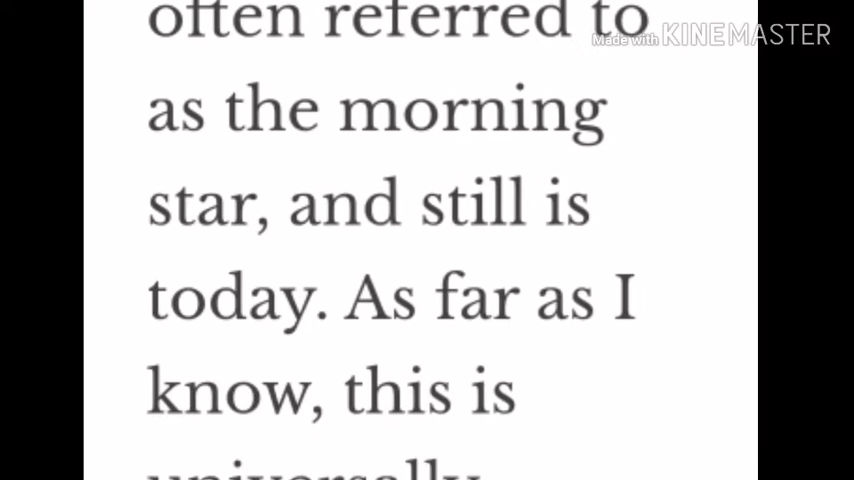 often referred to
Made with KINEMASTER
as the morning
star, and still is
today. As far as I
know, this is
universally